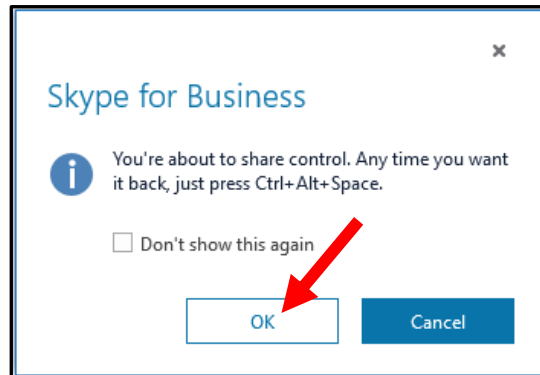 Skype for Business
You're about to share control. Any time you want
it back, just press Ctrl+Alt+Space.
Don't show this again
OK
Cancel